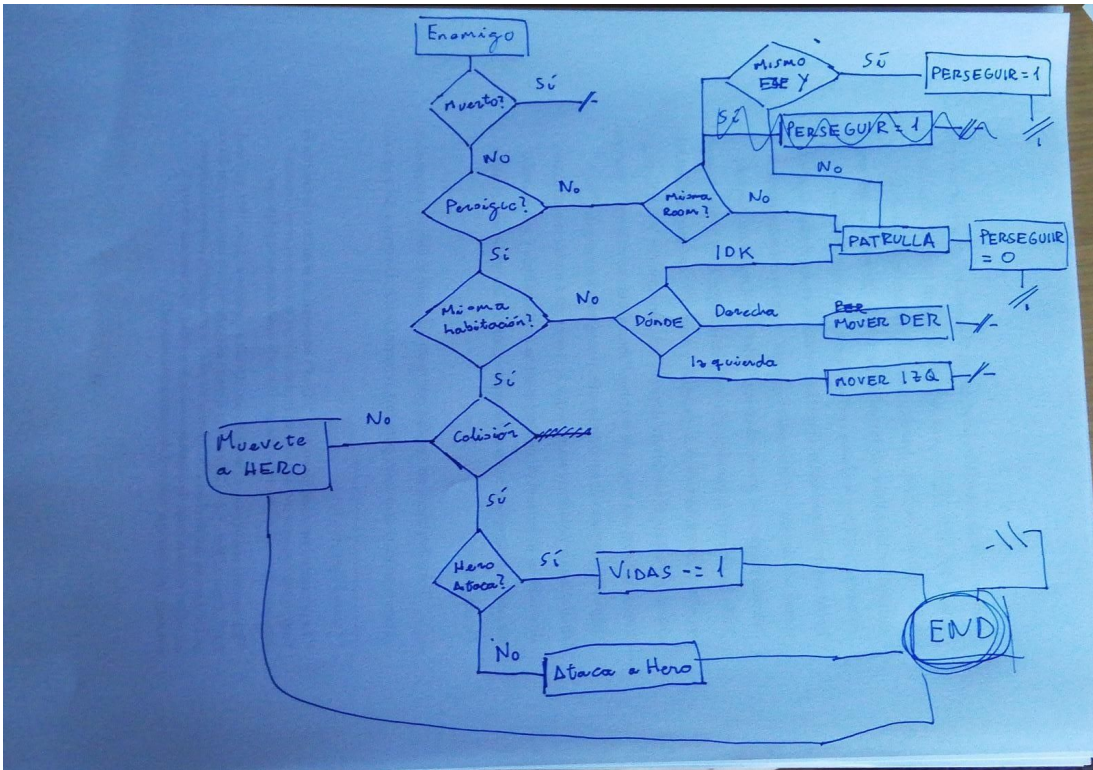 Enemigo
Muerto?
Sí
NO
Persigue?
No
Misma
Room?
Sí
PERSEGUIR = 1
MISMO
EJE Y
Sí
PERSEGUIR = 1
No
No
PATRULLA
PERSEGUIR
= 0
Sí
Misma
habitación?
No
DÓNDE
IDK
Derecha
MOVER DER
Izquierda
MOVER IZQ
Sí
Colisión
No
Muevete
a HERO
Sí
Hero
Ataca?
Sí
VIDAS -= 1
No
Ataca a Hero
END